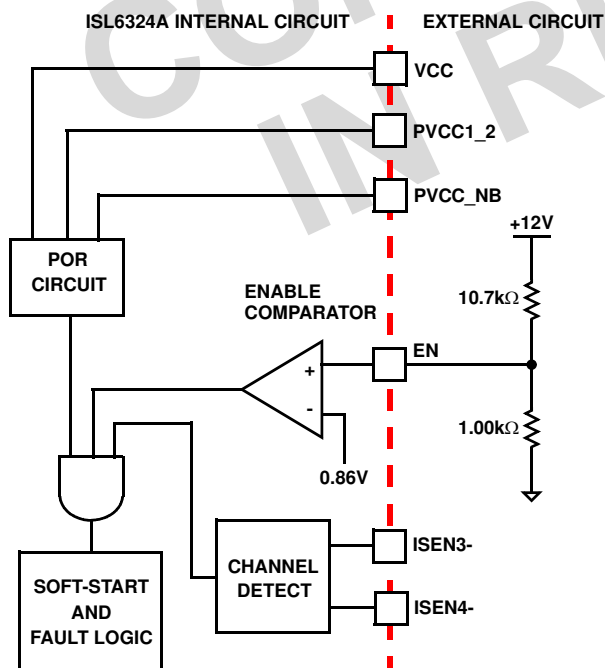 ISL6324A INTERNAL CIRCUIT
EXTERNAL CIRCUIT
VCC
PVCC1_2
PVCC_NB
+12V
POR
CIRCUIT
10.7kΩ
ENABLE
COMPARATOR
EN
+
-
1.00kΩ
0.86V
ISEN3-
CHANNEL
DETECT
ISEN4-
SOFT-START
AND
FAULT LOGIC
IN